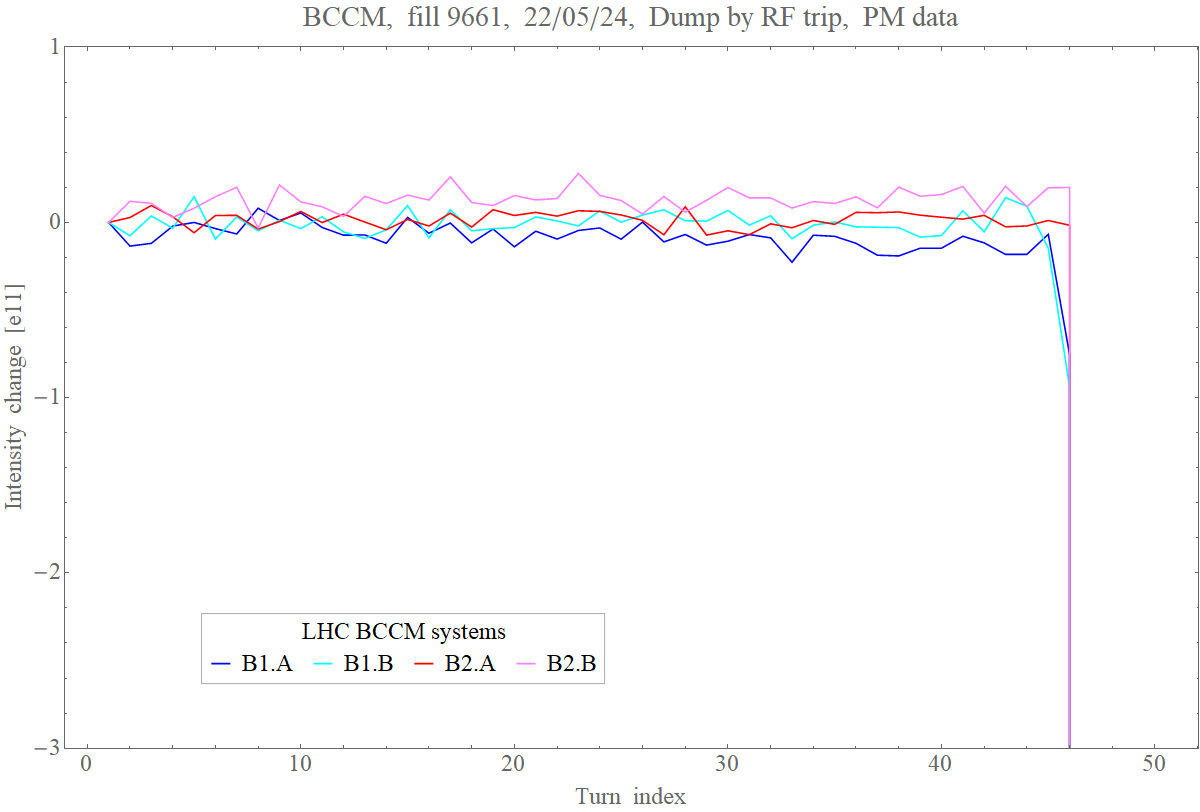 BCCM, fill 9661, 22/05/24, Dump by RF trip, PM data
1
0
−1
−2
−3
Intensity change [e11]
LHC BCCM systems
B1.A B1.B B2.A B2.B
0 10 20 30 40 50
Turn index